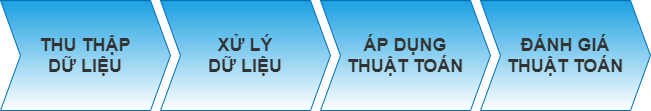 THU THẬP
DỮ LIỆU
XỬ LÝ
DỮ LIỆU
ÁP DỤNG
THUẬT TOÁN
ĐÁNH GIÁ
THUẬT TOÁN